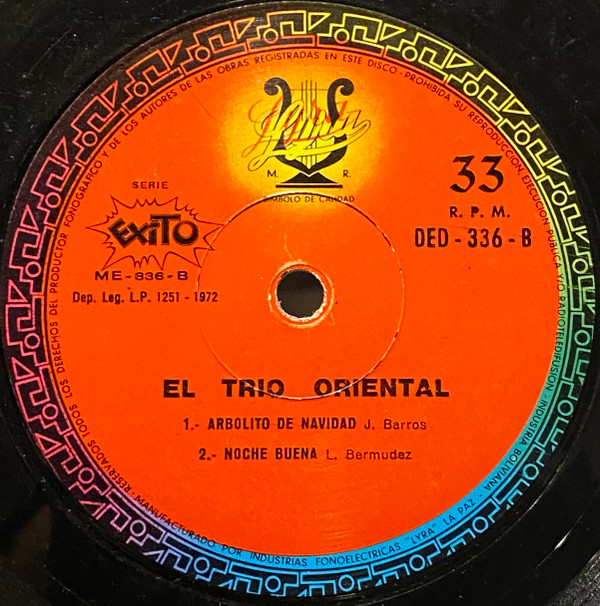 RESERVADOS TODOS LOS DERECHOS DEL PRODUCTOR FONOGRAFICO Y DE LOS AUTORES DE LAS OBRAS REGISTRADAS EN ESTE DISCO - PROHIBIDA SU REPRODUCCION, EJECUCION PUBLICA Y/O RADIOTELEDIFUSION - INDUSTRIA BOLIVIANA
Lyra
M. R.
SIMBOLO DE CALIDAD
SERIE
EXITO
ME-336-B
Dep. Leg. L.P. 1251 - 1972
33
R. P. M.
DED - 336 - B
EL TRIO ORIENTAL
1.- ARBOLITO DE NAVIDAD J. Barros
2.- NOCHE BUENA L. Bermudez
MANUFACTURADO POR INDUSTRIAS FONOELECTRICAS "LYRA" LA PAZ -